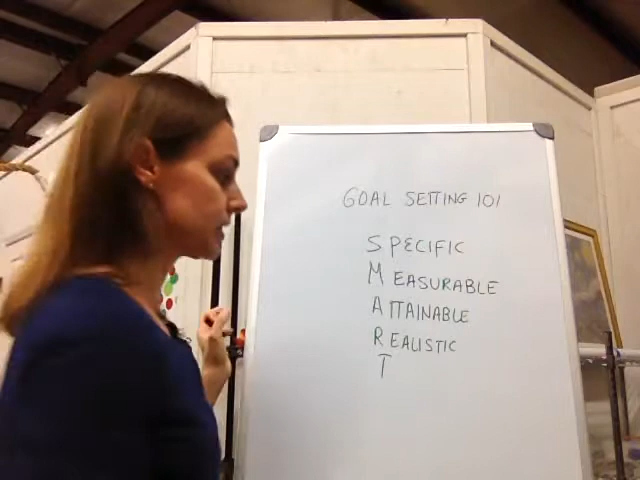 GOAL SETTING 101
SPECIFIC
MEASURABLE
ATTAINABLE
REALISTIC
T